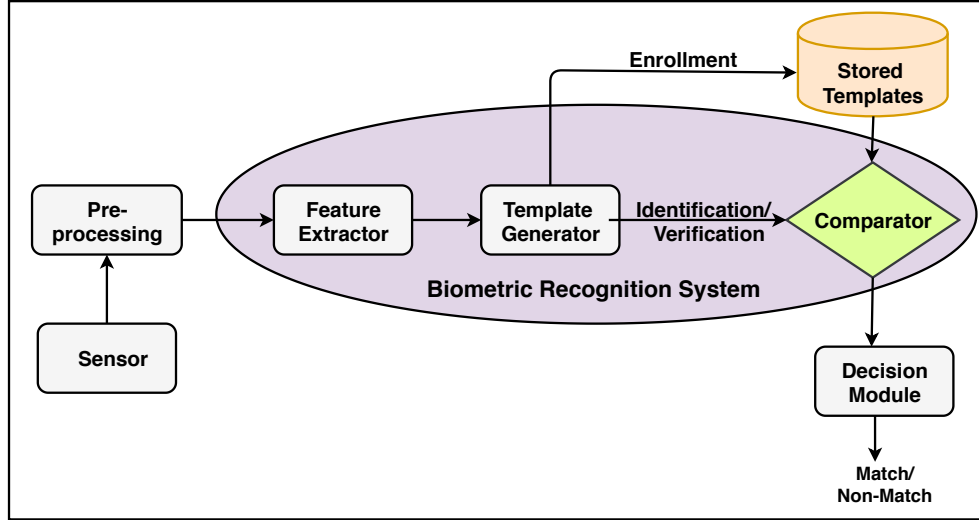 Enrollment
Stored
Templates
Pre-
processing
Feature
Extractor
Template
Generator
Identification/
Verification
Comparator
Biometric Recognition System
Sensor
Decision
Module
Match/
Non-Match